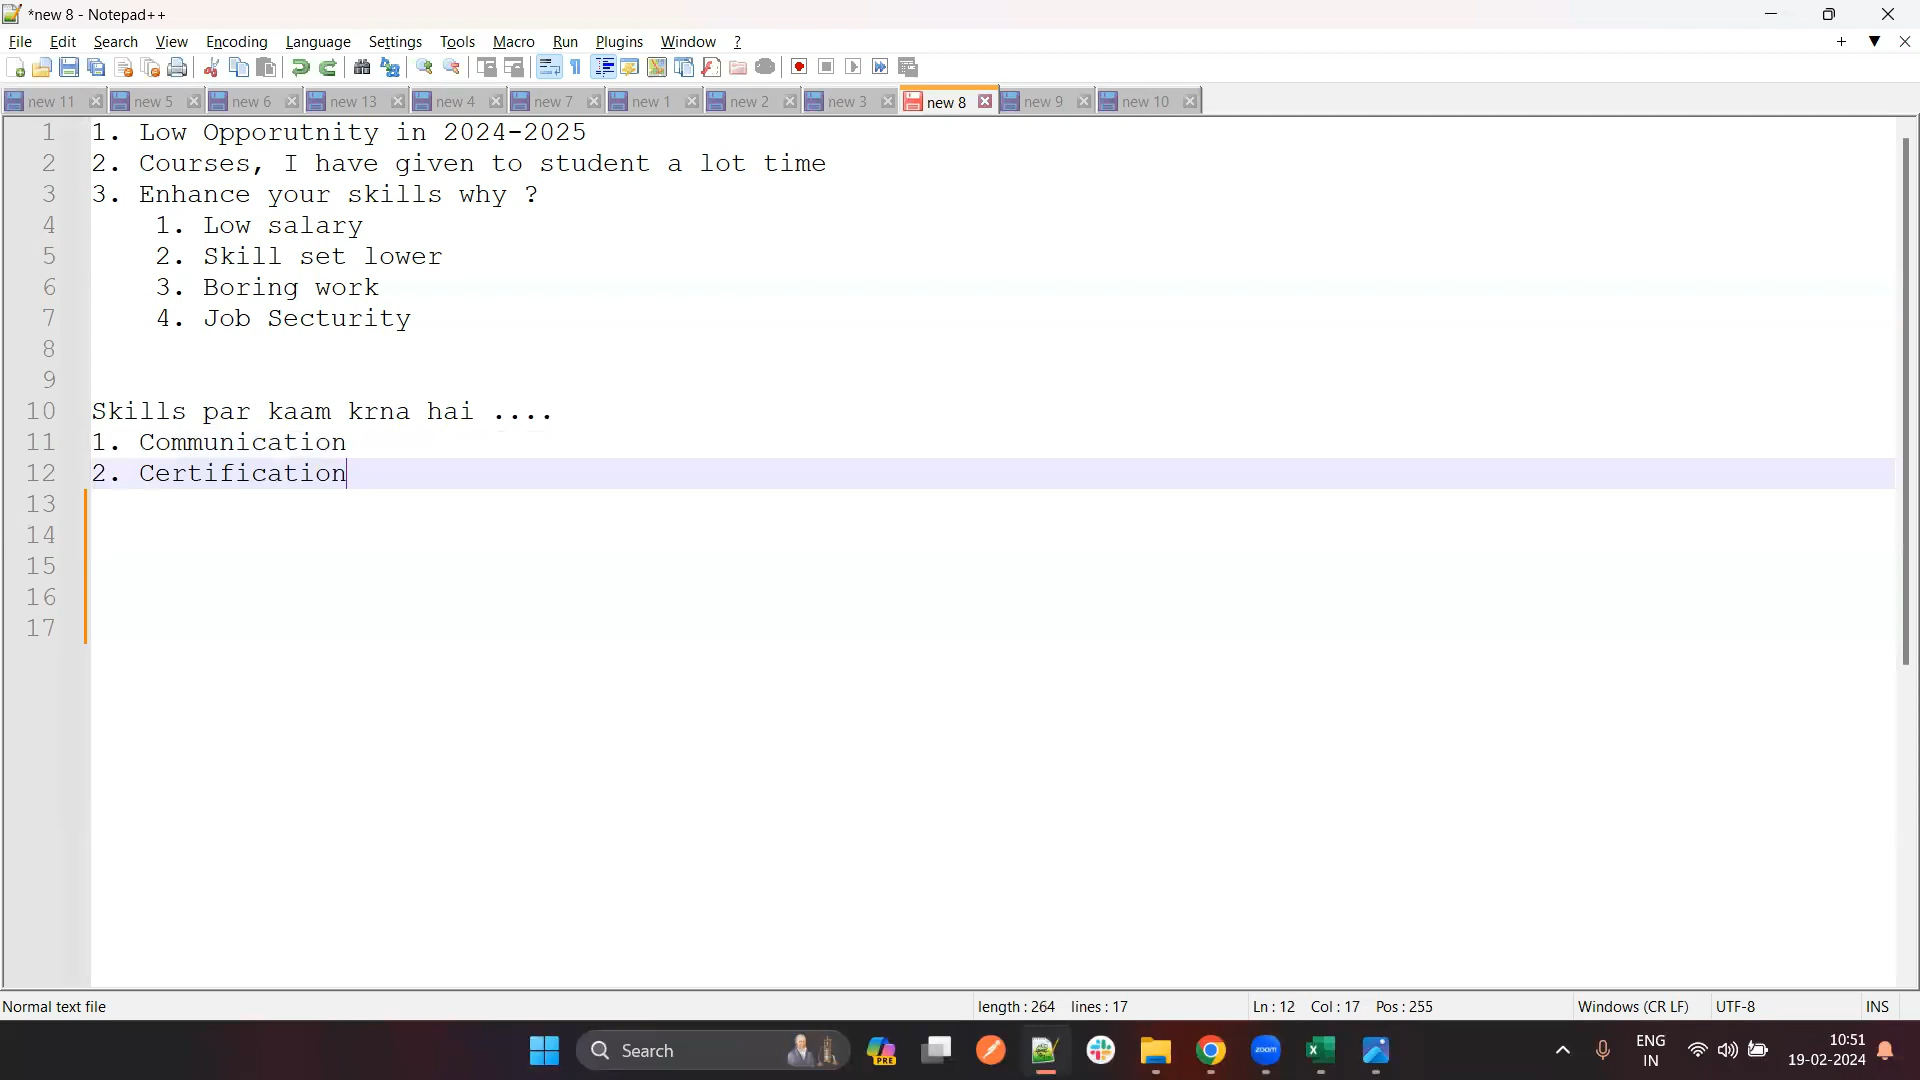 *new 8 - Notepad++
File Edit Search View Encoding Language Settings Tools Macro Run Plugins Window ?
new 11 new 5 new 6 new 13 new 4 new 7 new 1 new 2 new 3 new 8 new 9 new 10
1 1. Low Opporutnity in 2024-2025
2 2. Courses, I have given to student a lot time
3 3. Enhance your skills why ?
4 1. Low salary
5 2. Skill set lower
6 3. Boring work
7 4. Job Secturity
8
9
10 Skills par kaam krna hai ....
11 1. Communication
12 2. Certification
13
14
15
16
17
Normal text file length : 264 lines : 17 Ln : 12 Col : 17 Pos : 255 Windows (CR LF) UTF-8 INS
Search PRE zoom ENG IN 10:51 19-02-2024